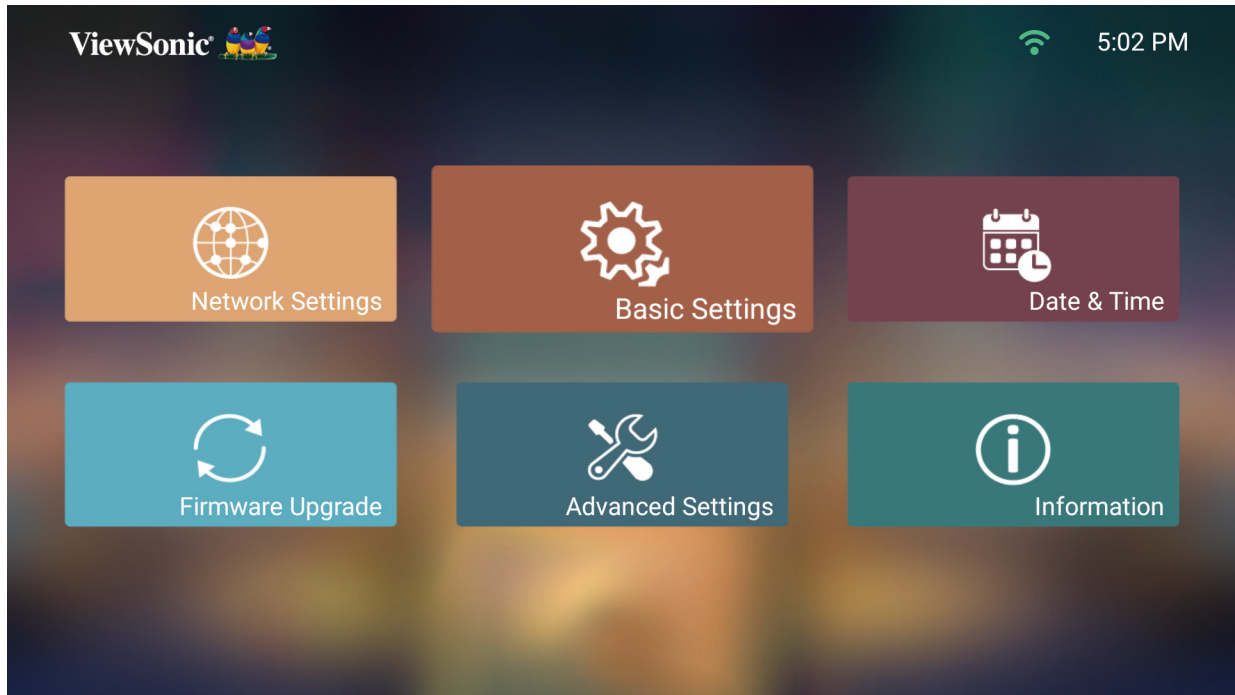 ViewSonic®
5:02 PM
Network Settings
Basic Settings
Date & Time
Firmware Upgrade
Advanced Settings
Information